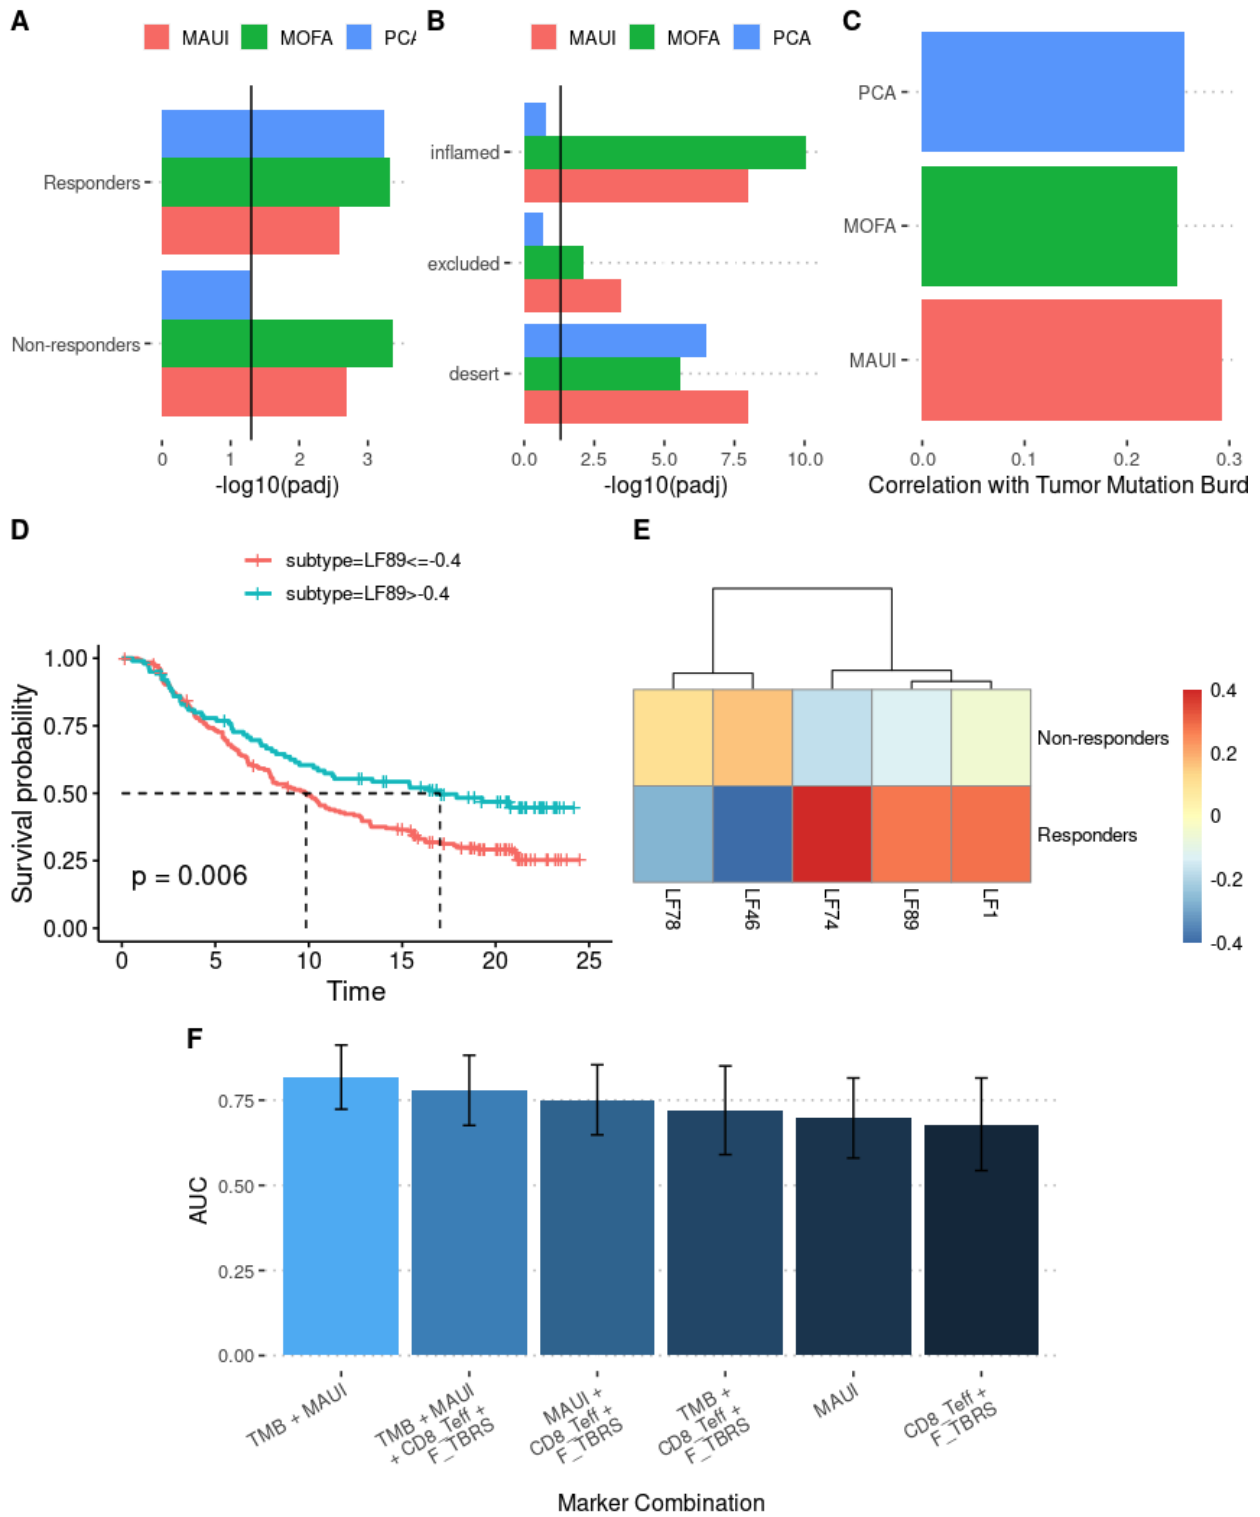 A
MAUI MOFA PCA
Responders
Non-responders
0 1 2 3
-log10(padj)
B
MAUI MOFA PCA
inflamed
excluded
desert
0.0 2.5 5.0 7.5 10.0
-log10(padj)
C
PCA
MOFA
MAUI
0.0 0.1 0.2 0.3
Correlation with Tumor Mutation Burd
D
subtype=LF89<=-0.4
subtype=LF89>-0.4
Survival probability
1.00
0.75
0.50
0.25
0.00
p = 0.006
0 5 10 15 20 25
Time
E
Non-responders
Responders
LF78 LF46 LF74 LF89 LF1
0.4
0.2
0
-0.2
-0.4
F
AUC
0.75
0.50
0.25
0.00
TMB + MAUI
TMB + MAUI
+ CD8_Teff +
F_TBRS
MAUI +
CD8_Teff +
F_TBRS
TMB +
CD8_Teff +
F_TBRS
MAUI
CD8_Teff +
F_TBRS
Marker Combination